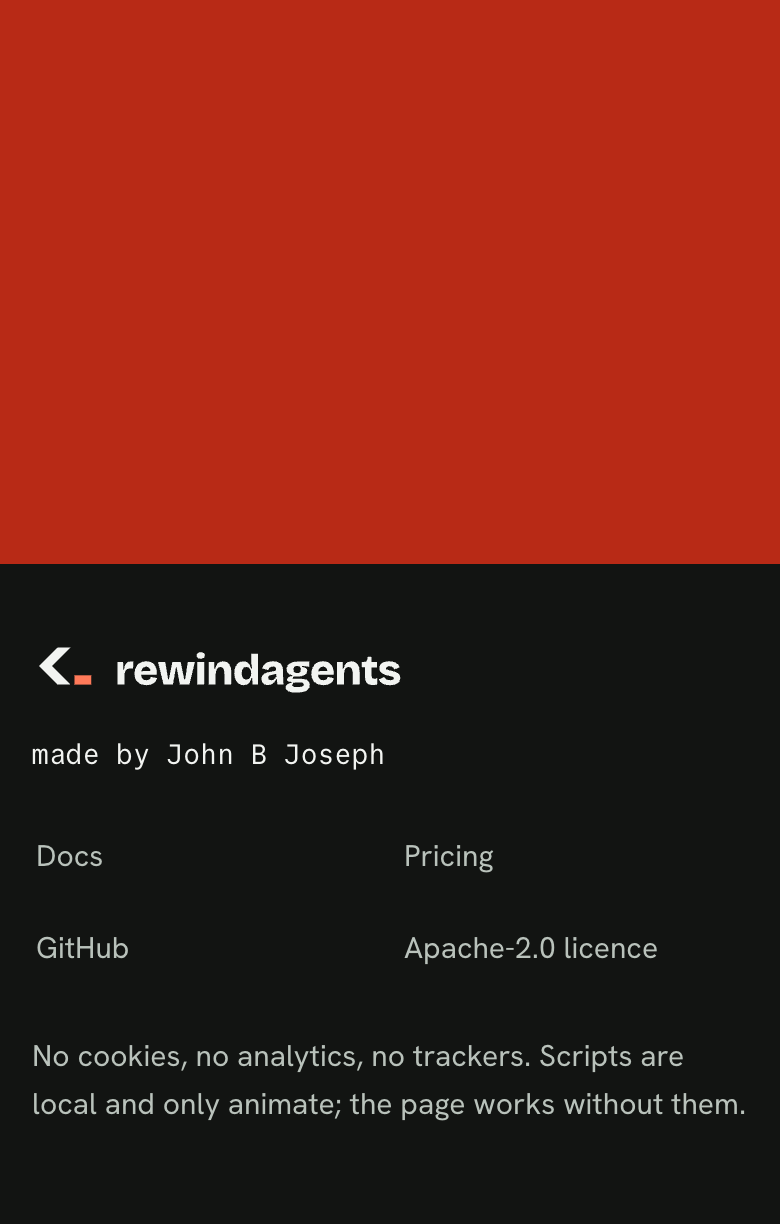 rewindagents
made by John B Joseph
Docs
Pricing
GitHub
Apache-2.0 licence
No cookies, no analytics, no trackers. Scripts are
local and only animate; the page works without them.